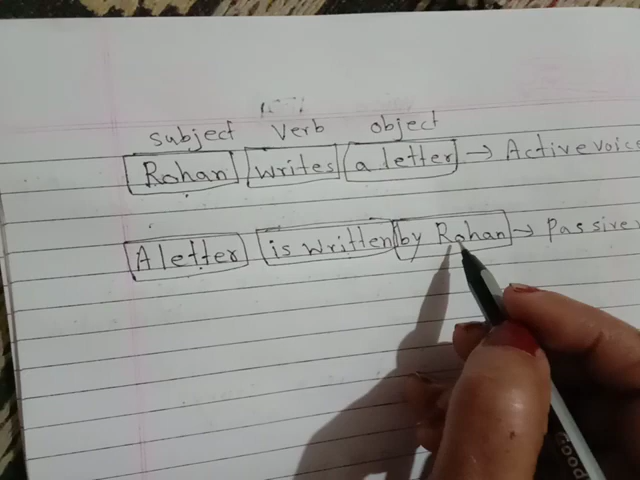 subject Verb object
Rohan writes a letter → Active voice
A letter is written by Rohan → Passive